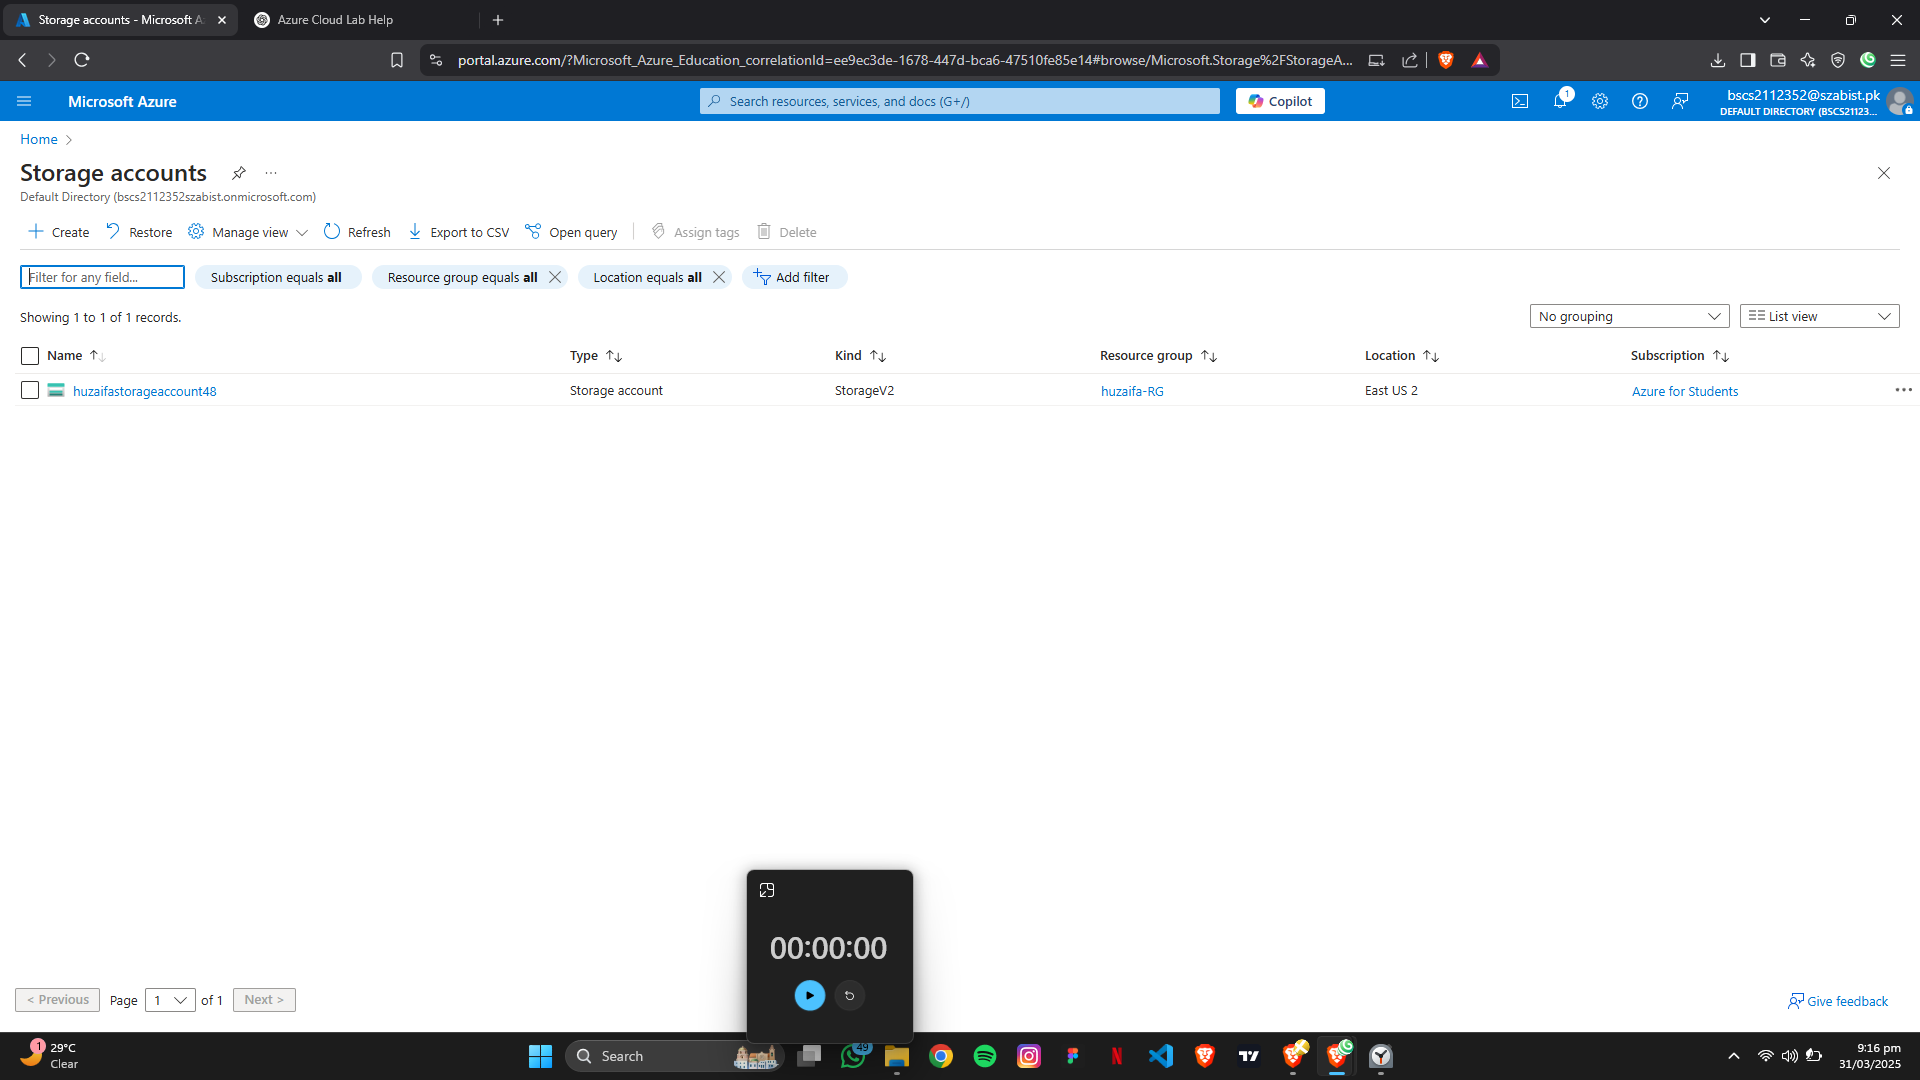 Storage accounts - Microsoft A
Azure Cloud Lab Help
portal.azure.com/?Microsoft_Azure_Education_correlationId=ee9ec3de-1678-447d-bca6-47510fe85e14#browse/Microsoft.Storage%2FStorageA...
Microsoft Azure
Search resources, services, and docs (G+/)
Copilot
1
bscs2112352@szabist.pk
DEFAULT DIRECTORY (BSCS21123...
Home
Storage accounts
Default Directory (bscs2112352szabist.onmicrosoft.com)
Create Restore Manage view Refresh Export to CSV Open query Assign tags Delete
Filter for any field... Subscription equals all Resource group equals all Location equals all Add filter
Showing 1 to 1 of 1 records.
No grouping
List view
Name Type Kind Resource group Location Subscription
huzaifastorageaccount48 Storage account StorageV2 huzaifa-RG East US 2 Azure for Students
00:00:00
< Previous Page 1 of 1 Next >
Give feedback
1
29°C
Clear
Search
49
9:16 pm
31/03/2025